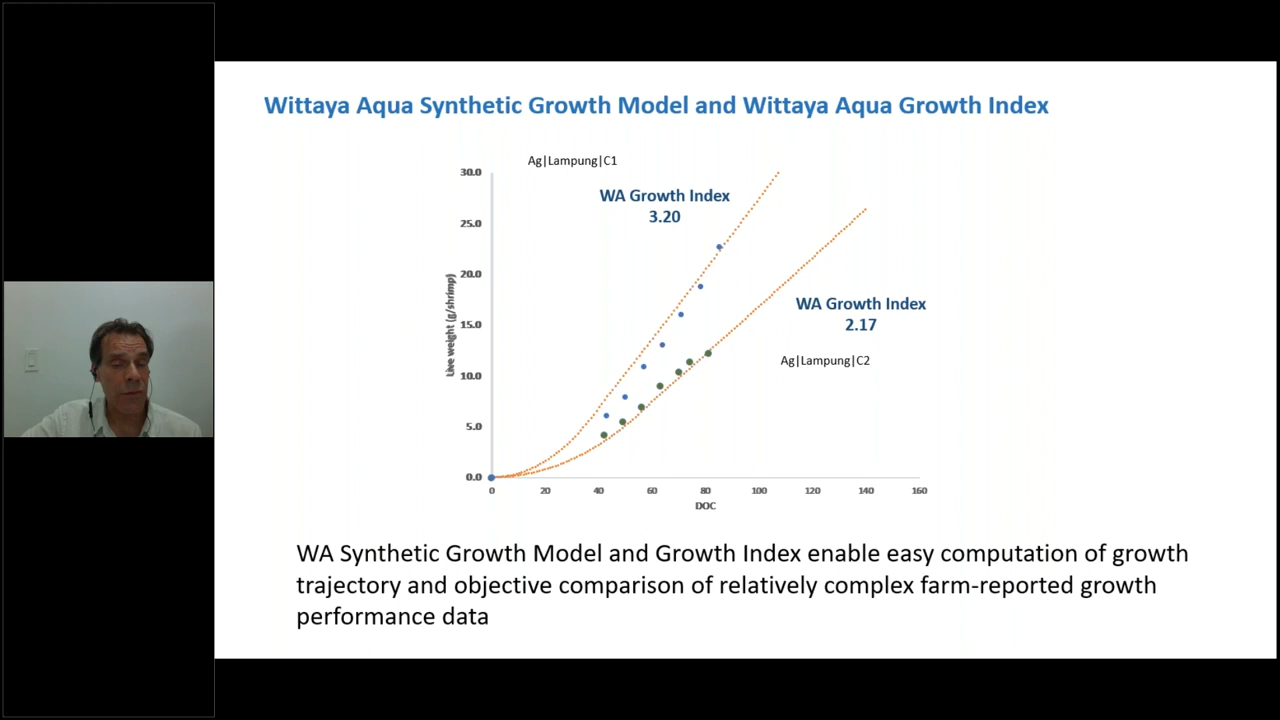 Wittaya Aqua Synthetic Growth Model and Wittaya Aqua Growth Index
Ag|Lampung|C1
WA Growth Index
3.20
WA Growth Index
2.17
Ag|Lampung|C2
Live weight (g/shrimp)
30.0
25.0
20.0
15.0
10.0
5.0
0.0
0 20 40 60 80 100 120 140 160
DOC
WA Synthetic Growth Model and Growth Index enable easy computation of growth
trajectory and objective comparison of relatively complex farm-reported growth
performance data